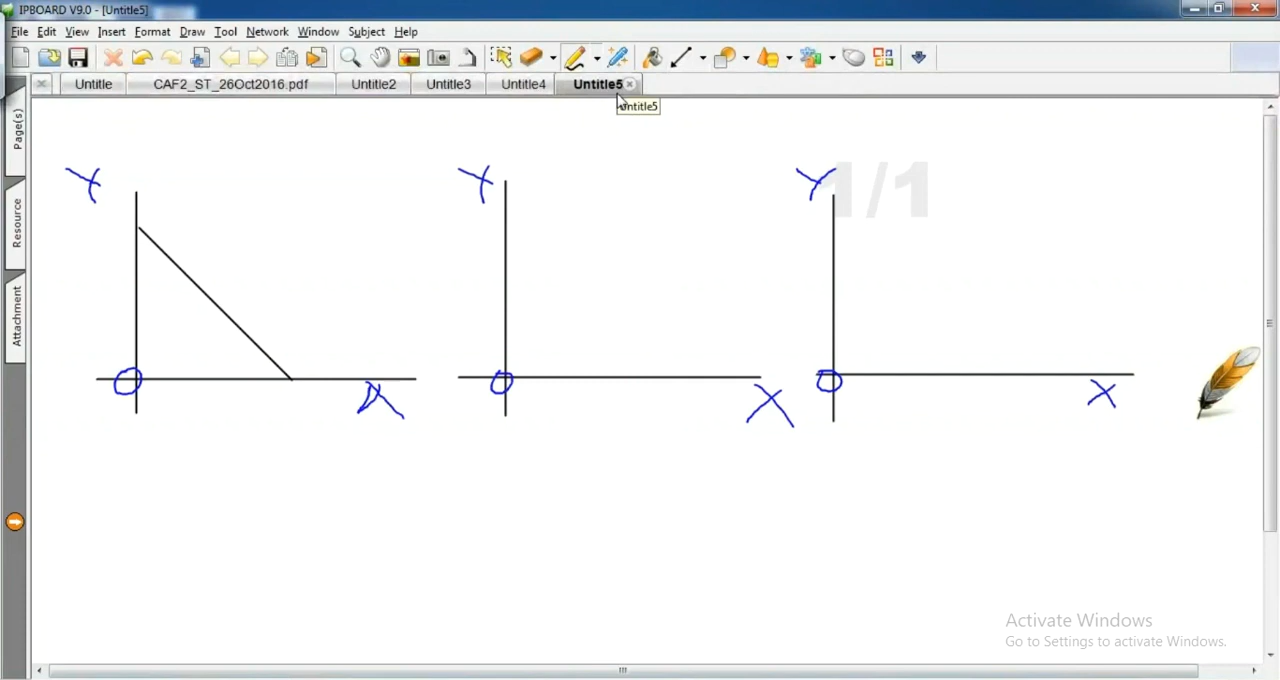 IPBOARD V9.0 - [Untitle5]
File Edit View Insert Format Draw Tool Network Window Subject Help
Untitle CAF2_ST_26Oct2016.pdf Untitle2 Untitle3 Untitle4 Untitle5
Untitle5
Page(s)
Resource
Attachment
1/1
Y Y Y
O O O
X X X
Activate Windows
Go to Settings to activate Windows.